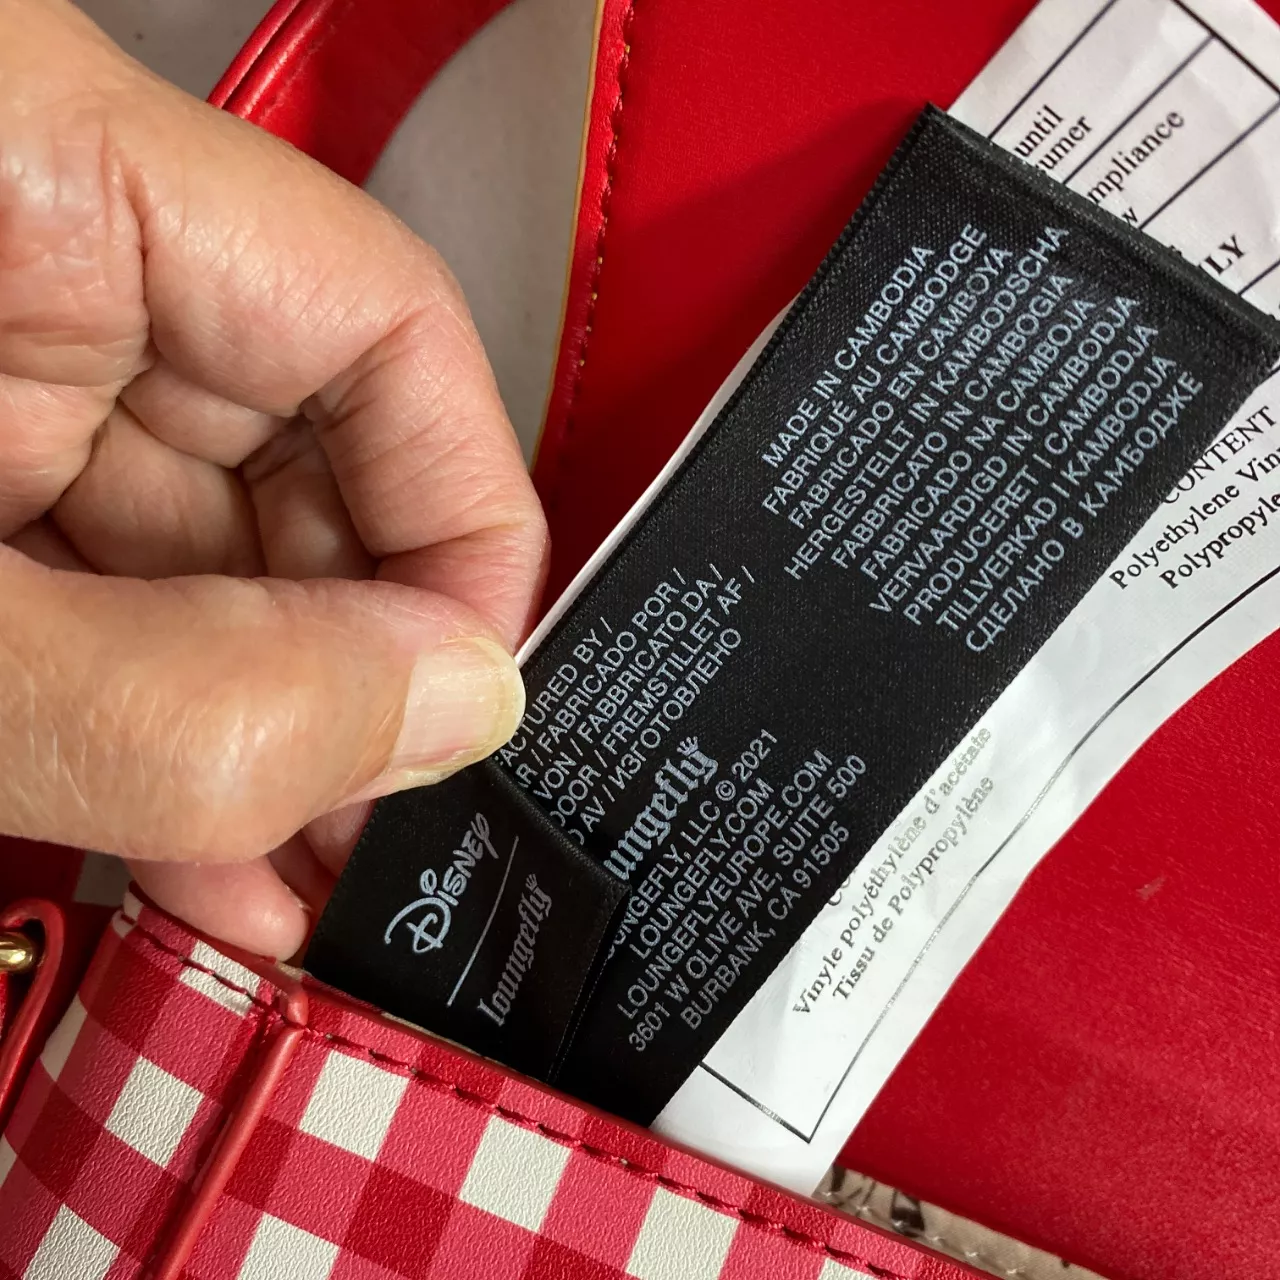 MADE IN CAMBODIA
FABRIQUÉ AU CAMBODGE
FABRICADO EN CAMBOYA
HERGESTELLT IN KAMBODSCHA
FABBRICATO IN CAMBOGIA
FABRICADO NA CAMBOJA
VERVAARDIGD IN CAMBODJA
PRODUCERET I CAMBODJA
TILLVERKAD I KAMBODJA
СДЕЛАНО В КАМБОДЖЕ
ACTURED BY /
R / FABRICADO POR /
VON / FABBRICATO DA /
DOOR / FREMSTILLET AF /
AV / ИЗГОТОВЛЕНО
ungefly
UNGEFLY, LLC © 2021
LOUNGEFLY.COM
LOUNGEFLYEUROPE.COM
3601 W OLIVE AVE, SUITE 500
BURBANK, CA 91505
Disney
Loungefly
until
umer
mpliance
w
LY
CONTENT
Polyethylene Viny
Polypropyle
Vinyle polyéthylène d'acétate
Tissu de Polypropylène